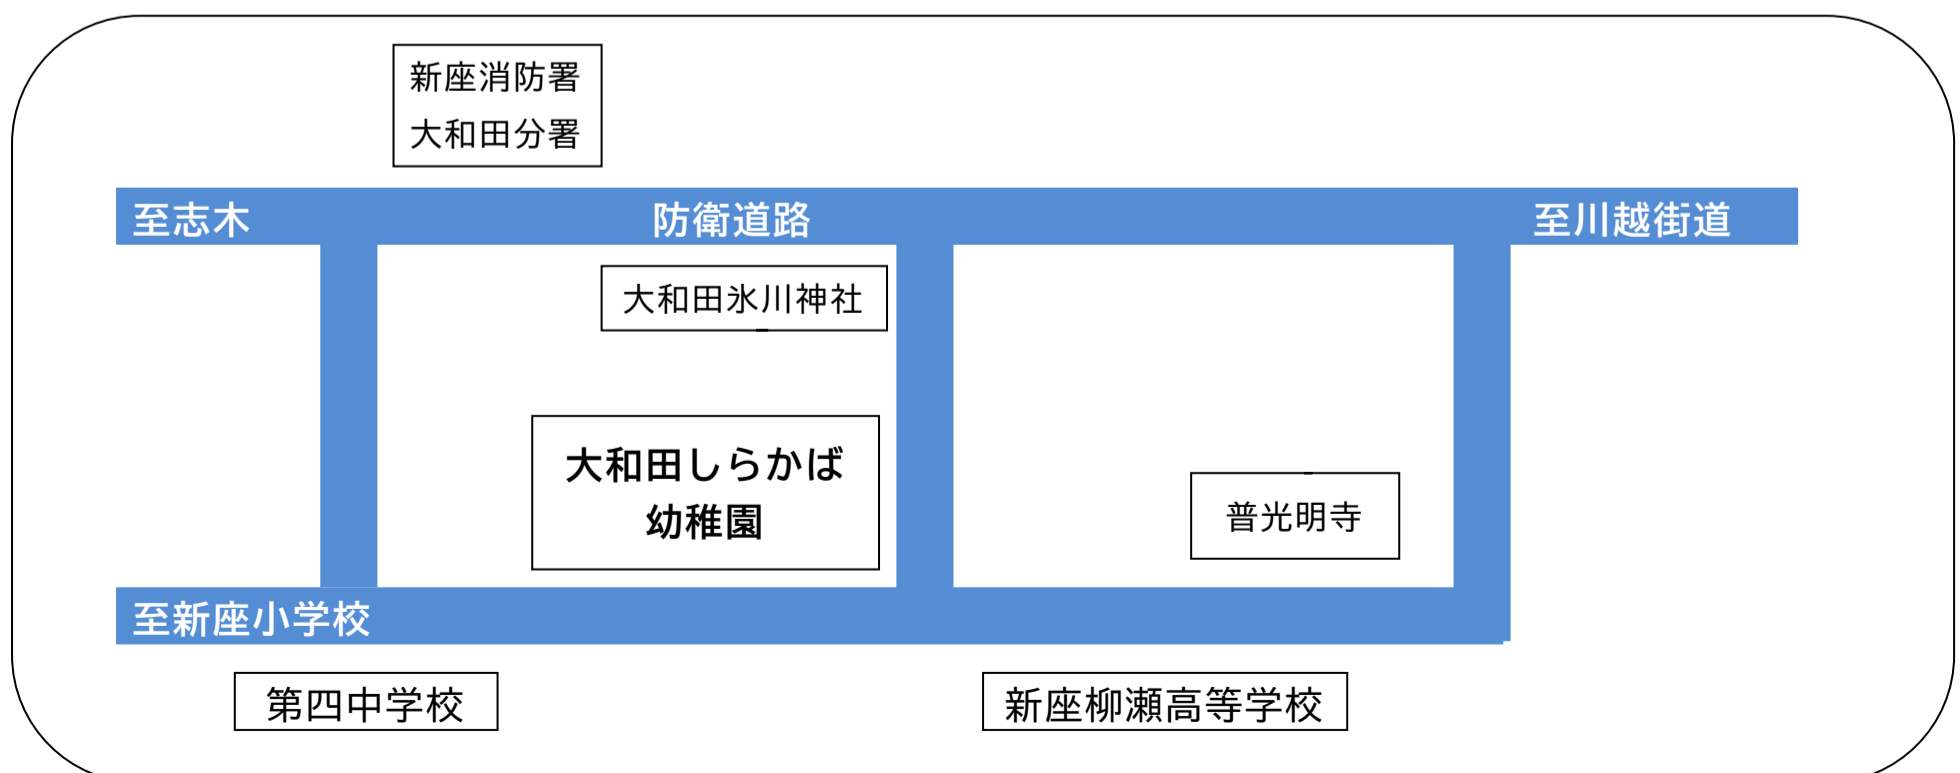 新座消防署
大和田分署
至志木
防衛道路
至川越街道
大和田氷川神社
大和田しらかば
幼稚園
普光明寺
至新座小学校
第四中学校
新座柳瀬高等学校